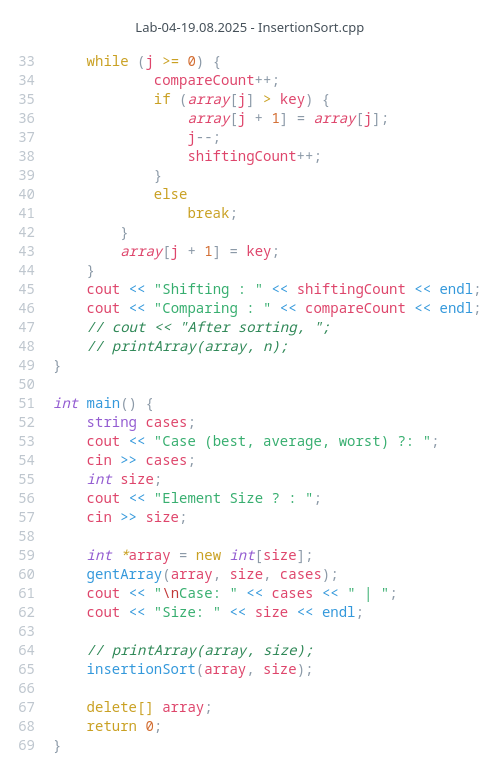 Lab-04-19.08.2025 - InsertionSort.cpp
33 while (j >= 0) {
34 compareCount++;
35 if (array[j] > key) {
36 array[j + 1] = array[j];
37 j--;
38 shiftingCount++;
39 }
40 else
41 break;
42 }
43 array[j + 1] = key;
44 }
45 cout << "Shifting : " << shiftingCount << endl;
46 cout << "Comparing : " << compareCount << endl;
47 // cout << "After sorting, ";
48 // printArray(array, n);
49 }
50
51 int main() {
52 string cases;
53 cout << "Case (best, average, worst) ?: ";
54 cin >> cases;
55 int size;
56 cout << "Element Size ? : ";
57 cin >> size;
58
59 int *array = new int[size];
60 gentArray(array, size, cases);
61 cout << "\nCase: " << cases << " | ";
62 cout << "Size: " << size << endl;
63
64 // printArray(array, size);
65 insertionSort(array, size);
66
67 delete[] array;
68 return 0;
69 }